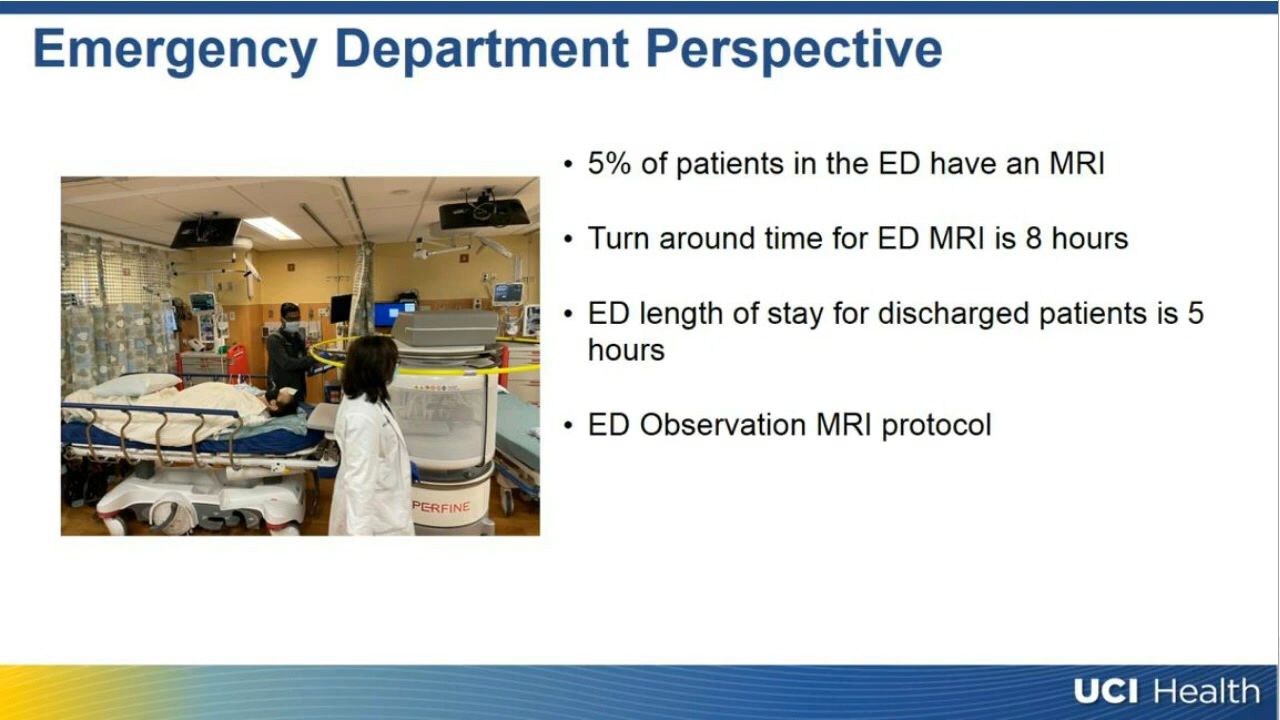 Emergency Department Perspective
• 5% of patients in the ED have an MRI
• Turn around time for ED MRI is 8 hours
• ED length of stay for discharged patients is 5
hours
• ED Observation MRI protocol
PERFINE
UCI Health